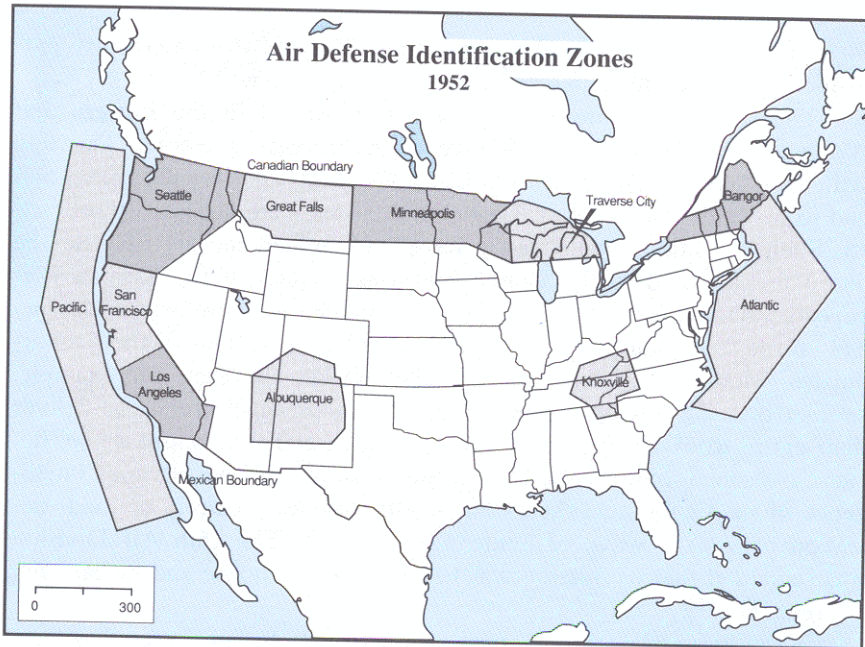 Air Defense Identification Zones
1952
Canadian Boundary
Seattle
Great Falls
Minneapolis
Traverse City
Bangor
Pacific
San
Francisco
Atlantic
Los
Angeles
Albuquerque
Knoxville
Mexican Boundary
0 300